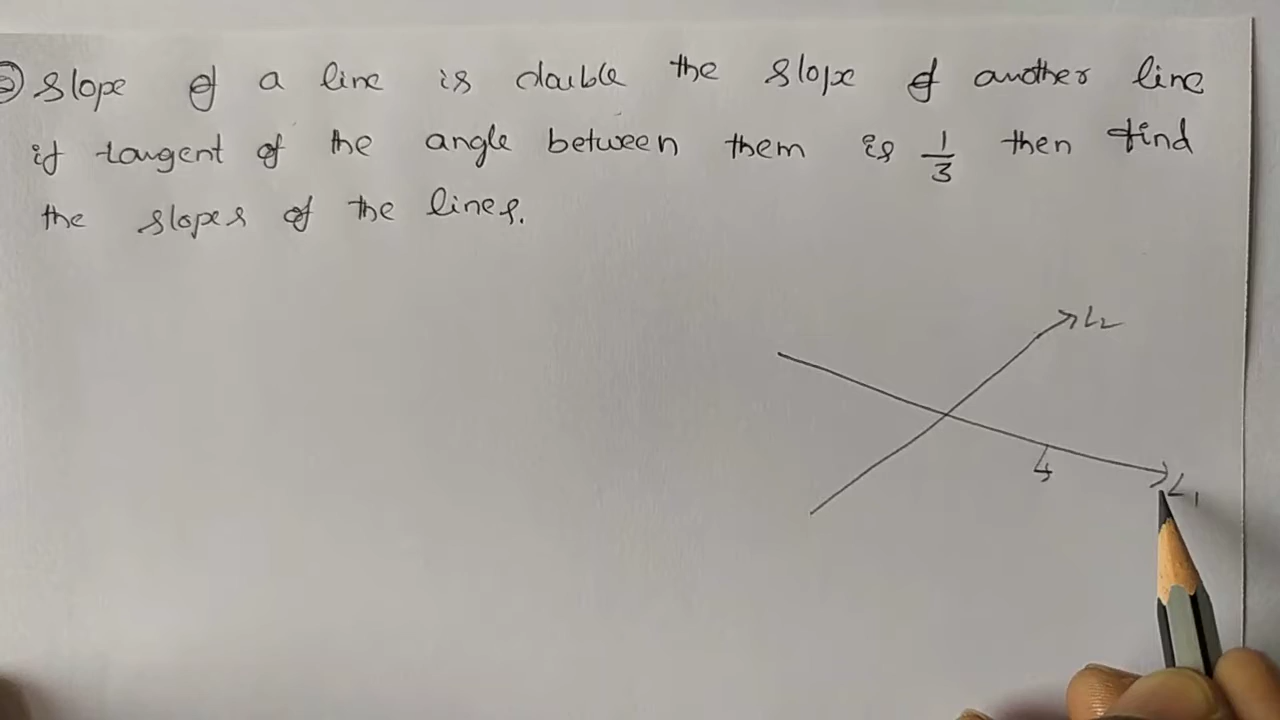 Slope of a line is double the slope of another line
if tangent of the angle between them is 1/3 then find
the slopes of the lines.
L2
L1